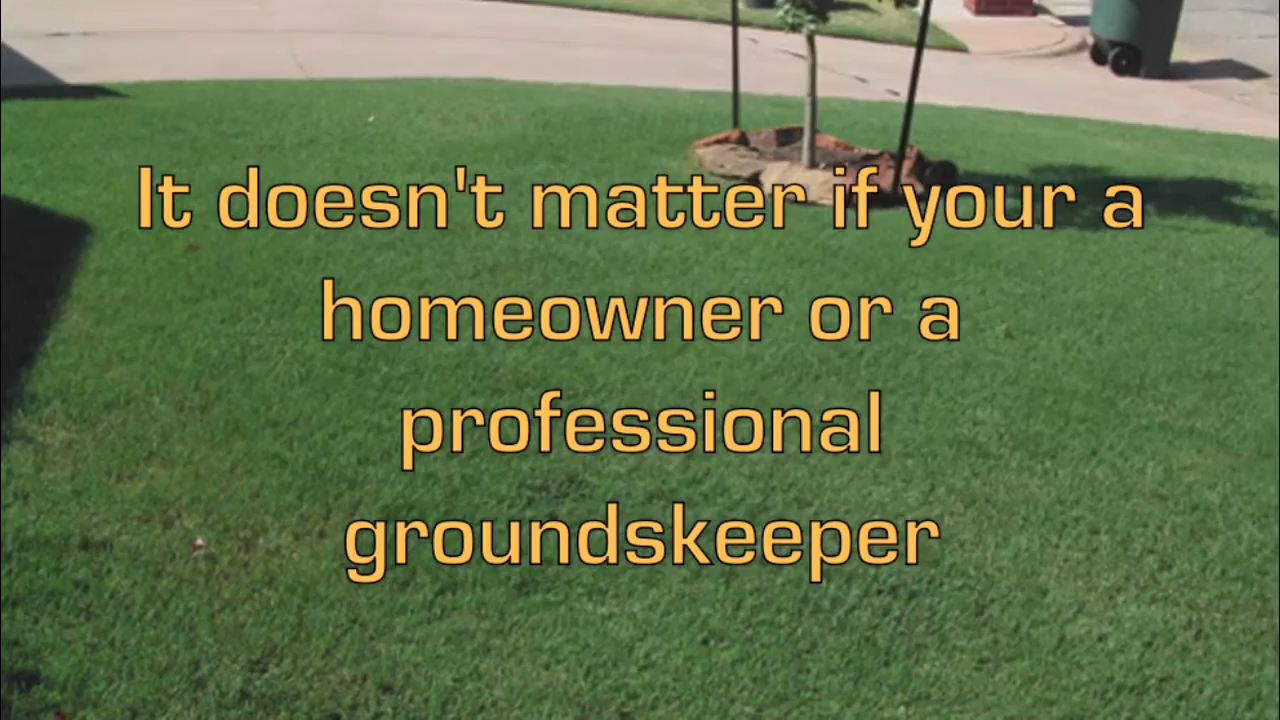 It doesn't matter if your a
homeowner or a
professional
groundskeeper